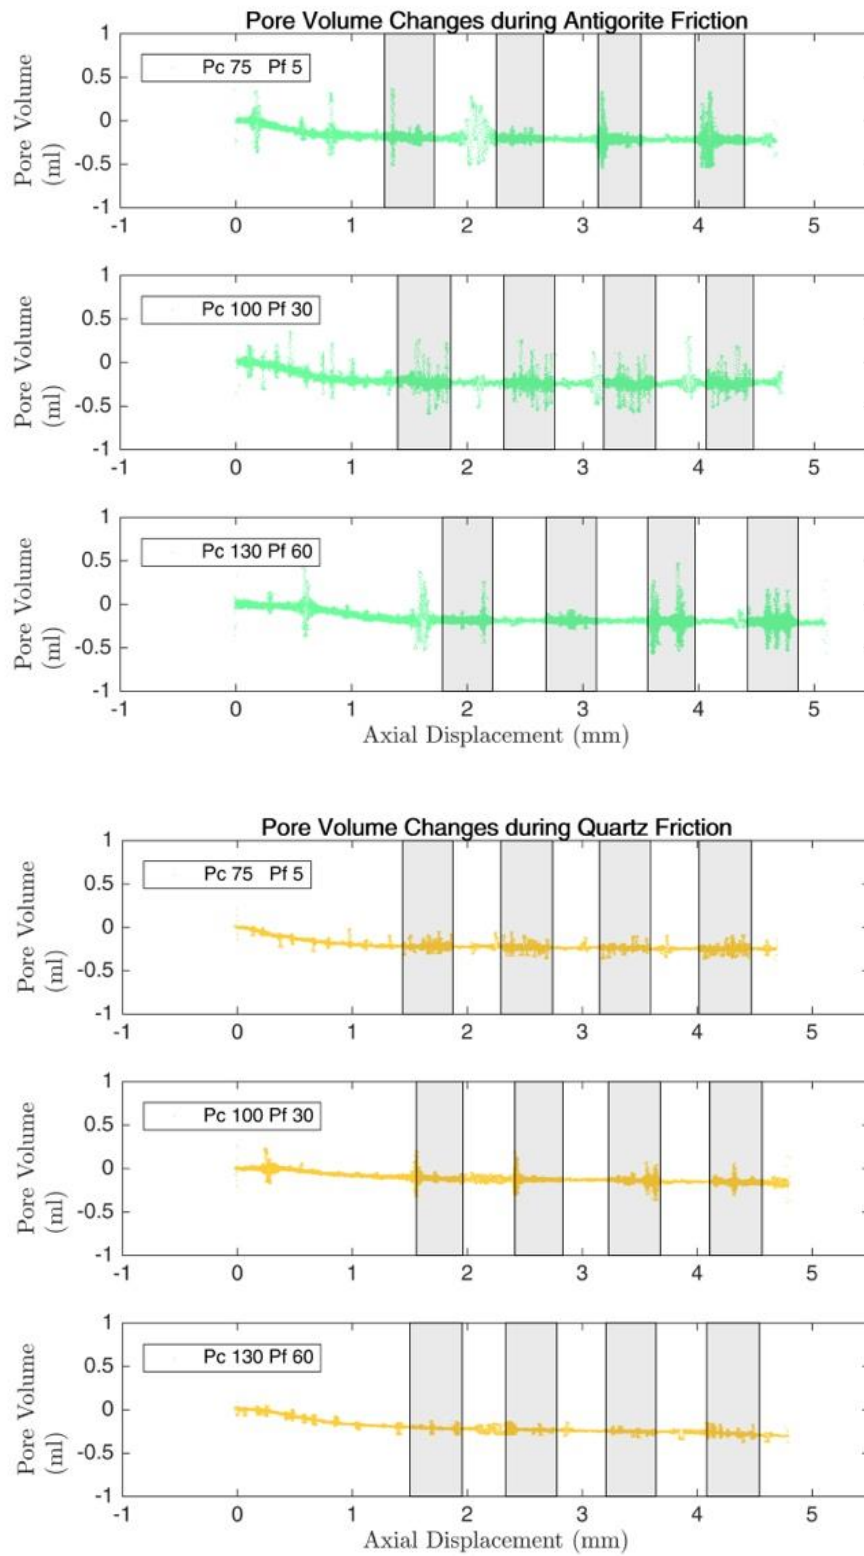 Pore Volume Changes during Antigorite Friction
1
Pc 75 Pf 5
0.5
0
-0.5
-1
-1 0 1 2 3 4 5
Pore Volume
(ml)
1
Pc 100 Pf 30
0.5
0
-0.5
-1
-1 0 1 2 3 4 5
Pore Volume
(ml)
1
Pc 130 Pf 60
0.5
0
-0.5
-1
-1 0 1 2 3 4 5
Pore Volume
(ml)
Axial Displacement (mm)
Pore Volume Changes during Quartz Friction
1
Pc 75 Pf 5
0.5
0
-0.5
-1
-1 0 1 2 3 4 5
Pore Volume
(ml)
1
Pc 100 Pf 30
0.5
0
-0.5
-1
-1 0 1 2 3 4 5
Pore Volume
(ml)
1
Pc 130 Pf 60
0.5
0
-0.5
-1
-1 0 1 2 3 4 5
Pore Volume
(ml)
Axial Displacement (mm)